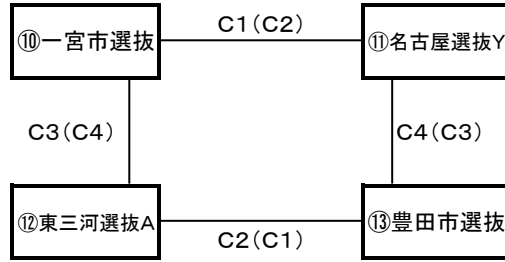 C1(C2)
⑩一宮市選抜
⑪名古屋選抜Y
C3(C4)
C4(C3)
⑫東三河選抜A
⑬豊田市選抜
C2(C1)